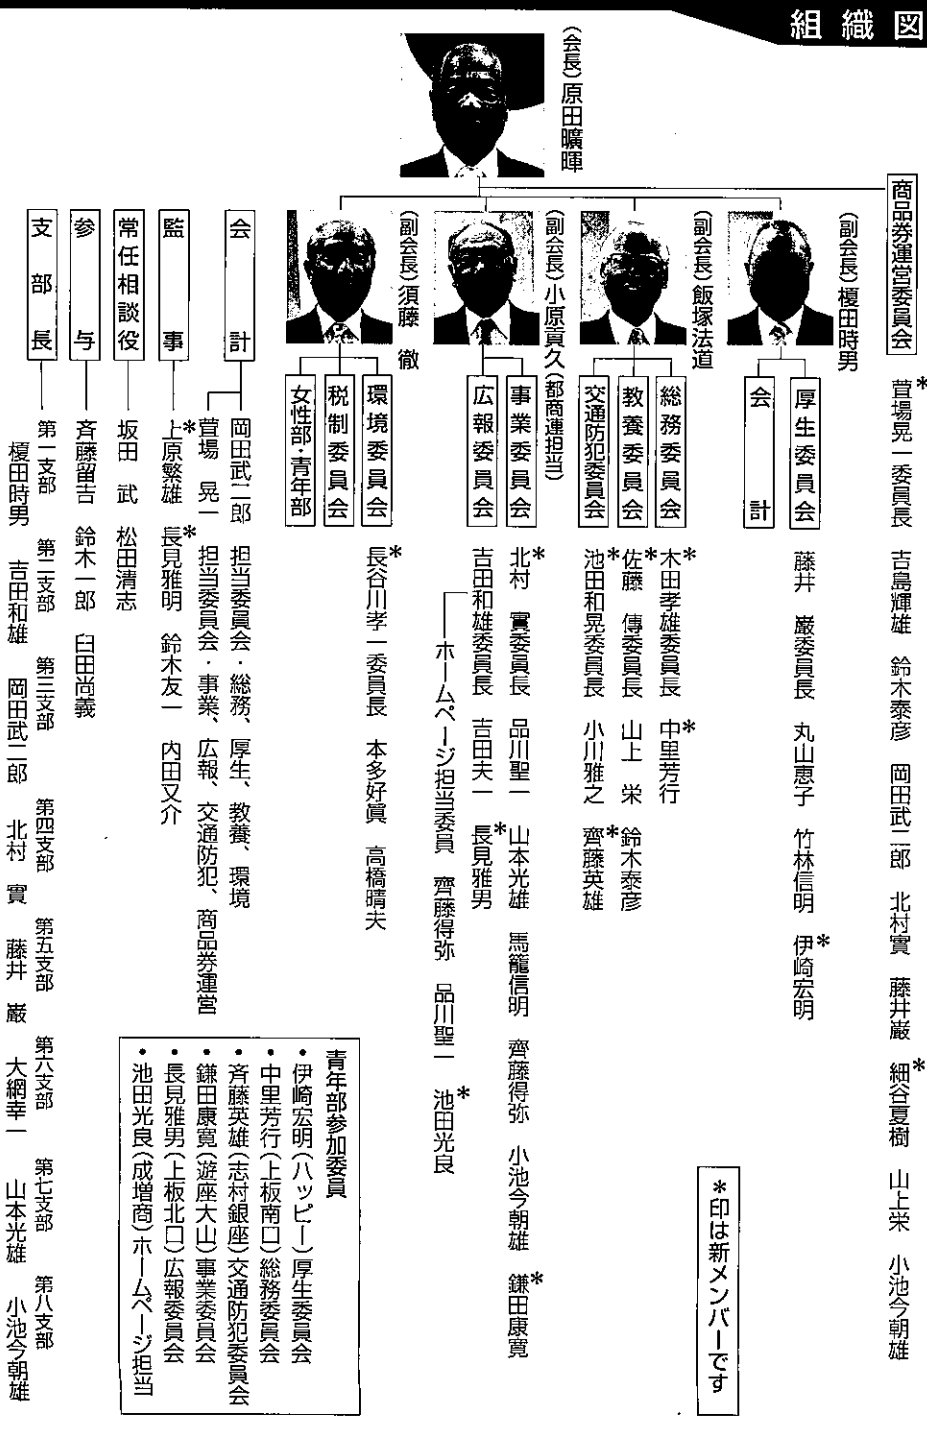 組織図
(会長)原田曠暉
商品券運営委員会
*萱場晃一委員長 吉島輝雄 鈴木泰彦 岡田武二郎 北村實 藤井巌 *細谷夏樹 山上栄 小池今朝雄
(副会長)榎田時男
厚生委員会
藤井 巌委員長 丸山恵子 竹林信明 *伊崎宏明
会計
(副会長)飯塚法道
総務委員会
*木田孝雄委員長 *中里芳行
教養委員会
*佐藤 傳委員長 山上 栄 鈴木泰彦
交通防犯委員会
*池田和晃委員長 小川雅之 *齊藤英雄
(副会長)小原貢久(都商連担当)
事業委員会
*北村 實委員長 品川聖一 山本光雄 馬籠信明 齊藤得弥 小池今朝雄 *鎌田康寛
広報委員会
吉田和雄委員長 吉田夫一 *長見雅男
ホームページ担当委員 齊藤得弥 品川聖一 *池田光良
(副会長)須藤 徹
環境委員会
*長谷川孝一委員長 本多好眞 高橋晴夫
税制委員会
女性部・青年部
会計
岡田武二郎 担当委員会・総務、厚生、教養、環境
萱場 晃一 担当委員会・事業、広報、交通防犯、商品券運営
監事
*上原繁雄 *長見雅明 鈴木友一 内田又介
常任相談役
坂田 武 松田清志
参与
斉藤留吉 鈴木一郎 臼田尚義
支部長
第一支部 第二支部 第三支部 第四支部 第五支部 第六支部 第七支部 第八支部
榎田時男 吉田和雄 岡田武二郎 北村 實 藤井 巌 大網幸一 山本光雄 小池今朝雄
*印は新メンバーです
青年部参加委員
・伊崎宏明(ハッピー)厚生委員会
・中里芳行(上板南口)総務委員会
・斉藤英雄(志村銀座)交通防犯委員会
・鎌田康寛(遊座大山)事業委員会
・長見雅男(上板北口)広報委員会
・池田光良(成増商)ホームページ担当